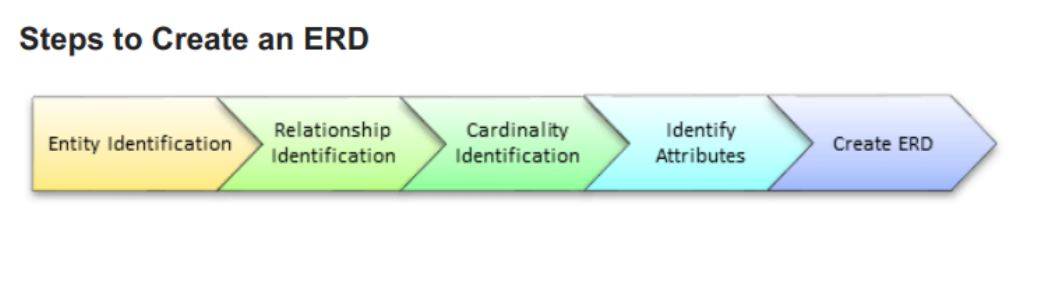 Steps to Create an ERD
Entity Identification
Relationship
Identification
Cardinality
Identification
Identify
Attributes
Create ERD